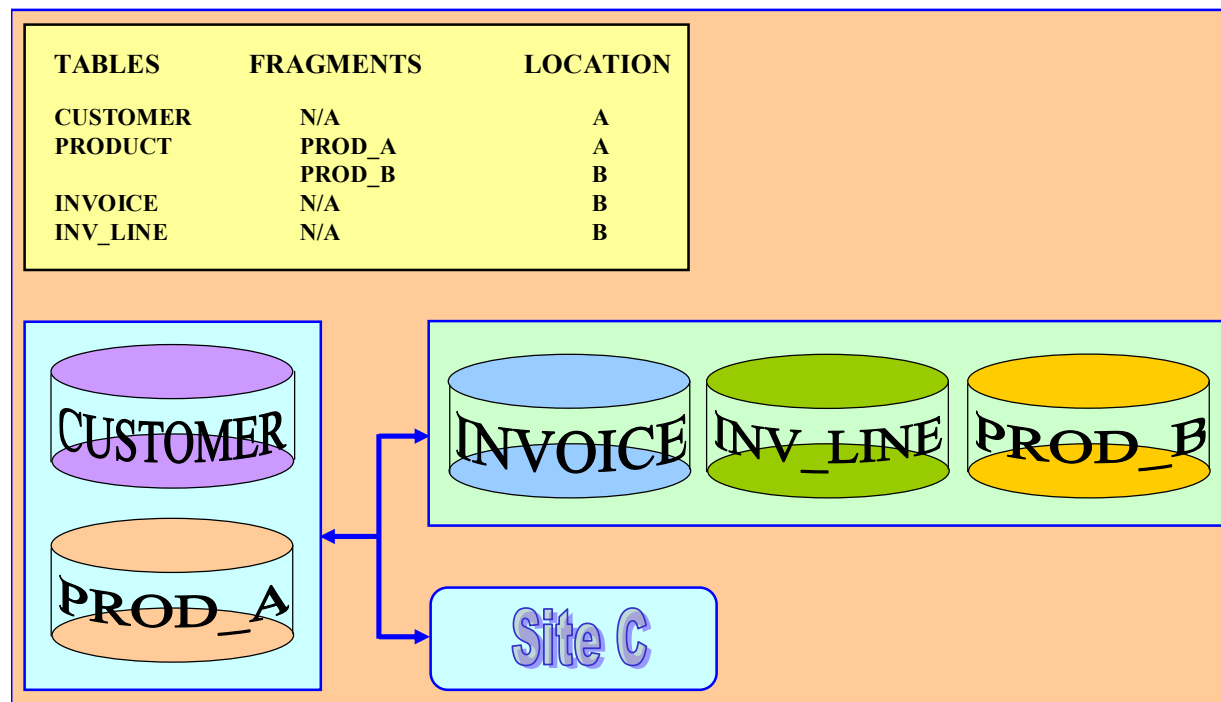 TABLES FRAGMENTS LOCATION
CUSTOMER N/A A
PRODUCT PROD_A A
PROD_B B
INVOICE N/A B
INV_LINE N/A B
CUSTOMER
INVOICE
INV_LINE
PROD_B
PROD_A
Site C